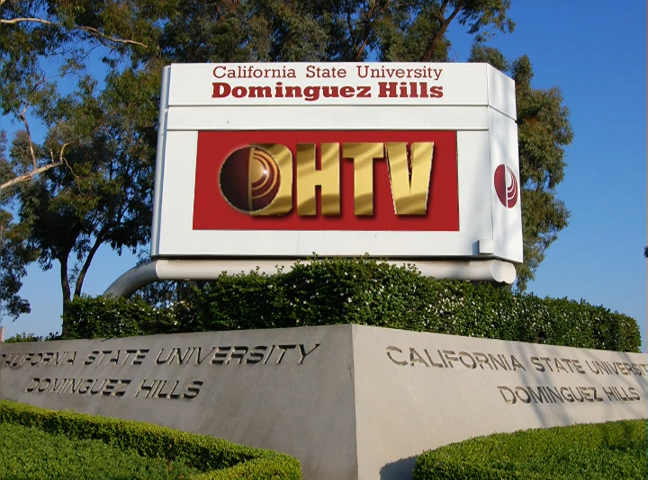 California State University
Dominguez Hills
DHTV
CALIFORNIA STATE UNIVERSITY
DOMINGUEZ HILLS
CALIFORNIA STATE UNIVERSITY
DOMINGUEZ HILLS